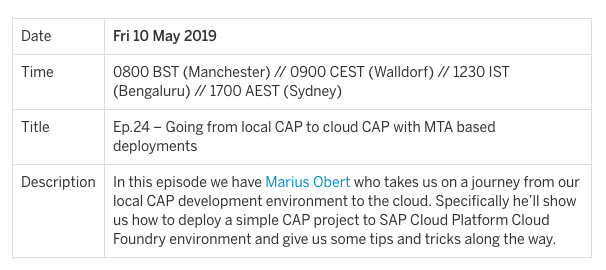 Date Fri 10 May 2019
Time 0800 BST (Manchester) // 0900 CEST (Walldorf) // 1230 IST
(Bengaluru) // 1700 AEST (Sydney)
Title Ep.24 – Going from local CAP to cloud CAP with MTA based
deployments
Description In this episode we have Marius Obert who takes us on a journey from our
local CAP development environment to the cloud. Specifically he'll show
us how to deploy a simple CAP project to SAP Cloud Platform Cloud
Foundry environment and give us some tips and tricks along the way.